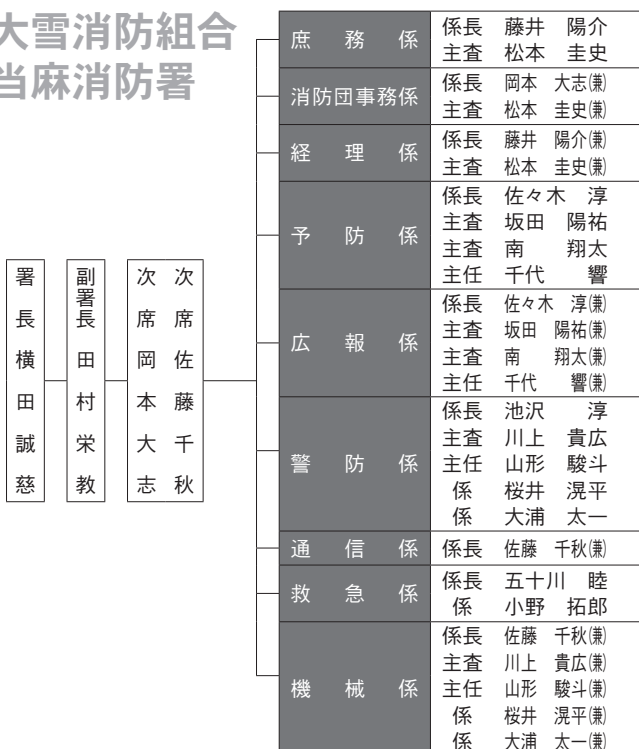 大雪消防組合
当麻消防署
署長 横田誠慈
副署長 田村栄教
次席 佐藤千秋
次席 岡本大志
庶務係
係長 藤井 陽介
主査 松本 圭史
消防団事務係
係長 岡本 大志㈱
主査 松本 圭史㈱
経理係
係長 藤井 陽介(兼)
主査 松本 圭史(兼)
予防係
係長 佐々木 淳
主査 坂田 陽祐
主査 南 翔太
主任 千代 響
広報係
係長 佐々木 淳(兼)
主査 坂田 陽祐(兼)
主査 南 翔太(兼)
主任 千代 響(兼)
警防係
係長 池沢 淳
主査 川上 貴広
主任 山形 駿斗
係 桜井 滉平
係 大浦 太一
通信係
係長 佐藤 千秋(兼)
救急係
係長 五十川 睦
係 小野 拓郎
機械係
係長 佐藤 千秋(兼)
主査 川上 貴広(兼)
主任 山形 駿斗(兼)
係 桜井 滉平(兼)
係 大浦 太一(兼)